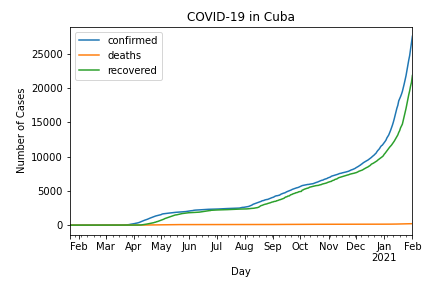 COVID-19 in Cuba
confirmed
deaths
recovered
Number of Cases
25000
20000
15000
10000
5000
0
Feb Mar Apr May Jun Jul Aug Sep Oct Nov Dec Jan Feb
2021
Day